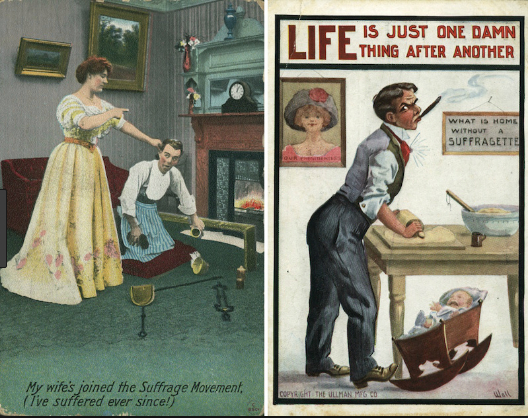 My wife's joined the Suffrage Movement,
(I've suffered ever since!)
LIFE IS JUST ONE DAMN
THING AFTER ANOTHER
WHAT IS HOME
WITHOUT A
SUFFRAGETTE
COPYRIGHT. THE ULLMAN MFG. CO.
Wall